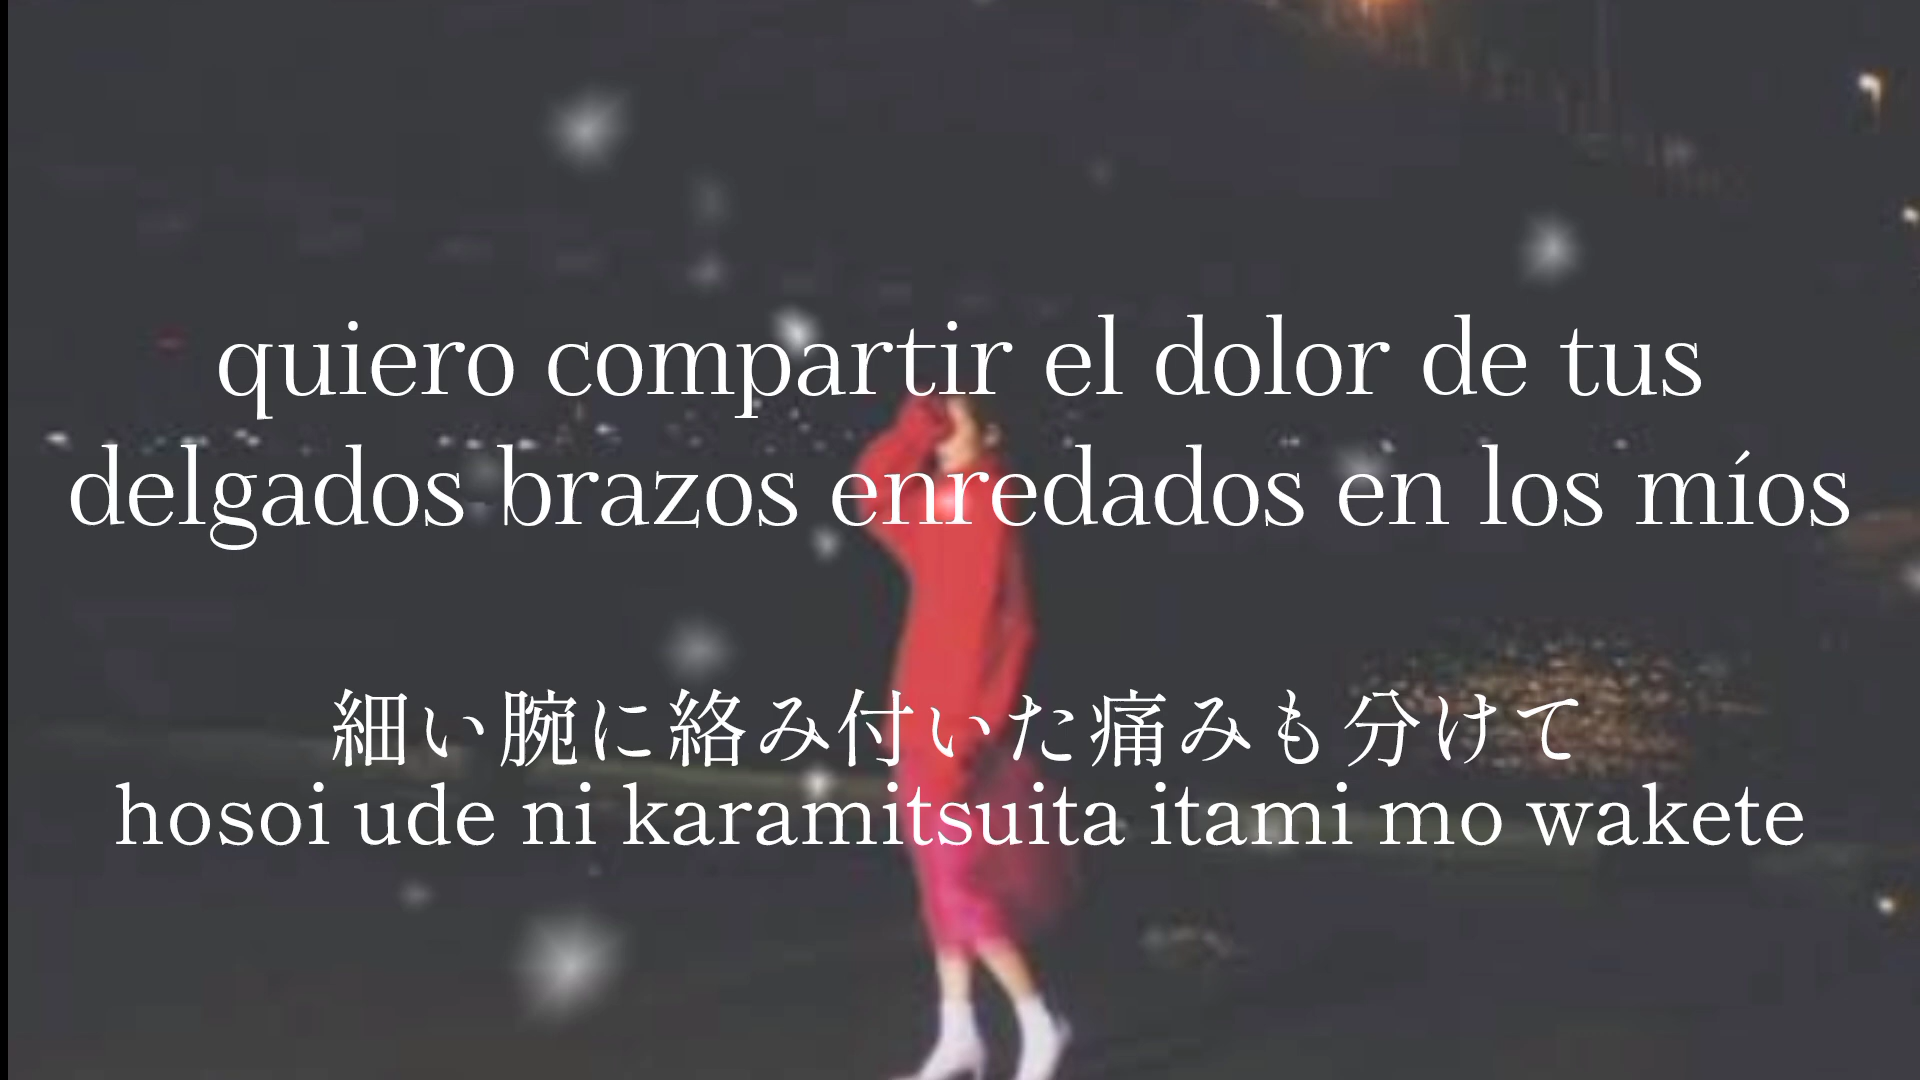 quiero compartir el dolor de tus
delgados brazos enredados en los míos
細い腕に絡み付いた痛みも分けて
hosoi ude ni karamitsuita itami mo wakete